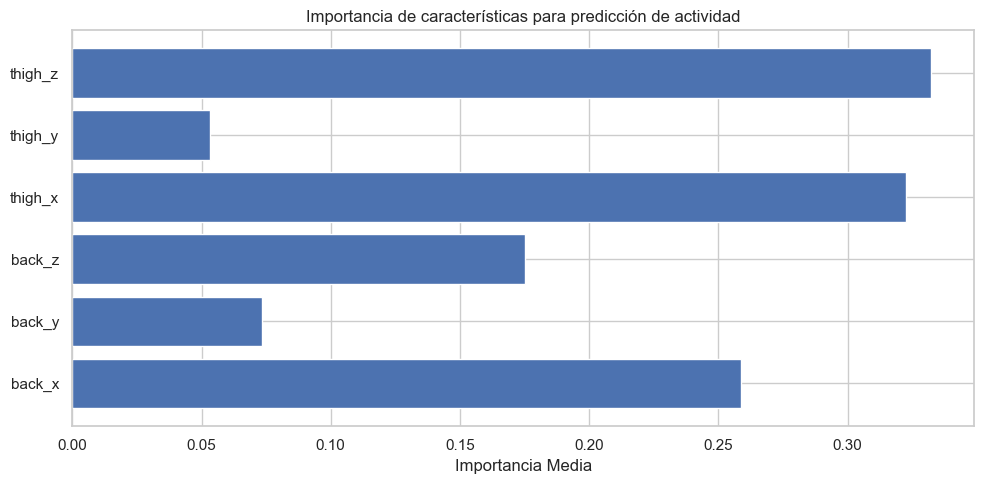 Importancia de características para predicción de actividad
thigh_z
thigh_y
thigh_x
back_z
back_y
back_x
0.00 0.05 0.10 0.15 0.20 0.25 0.30
Importancia Media